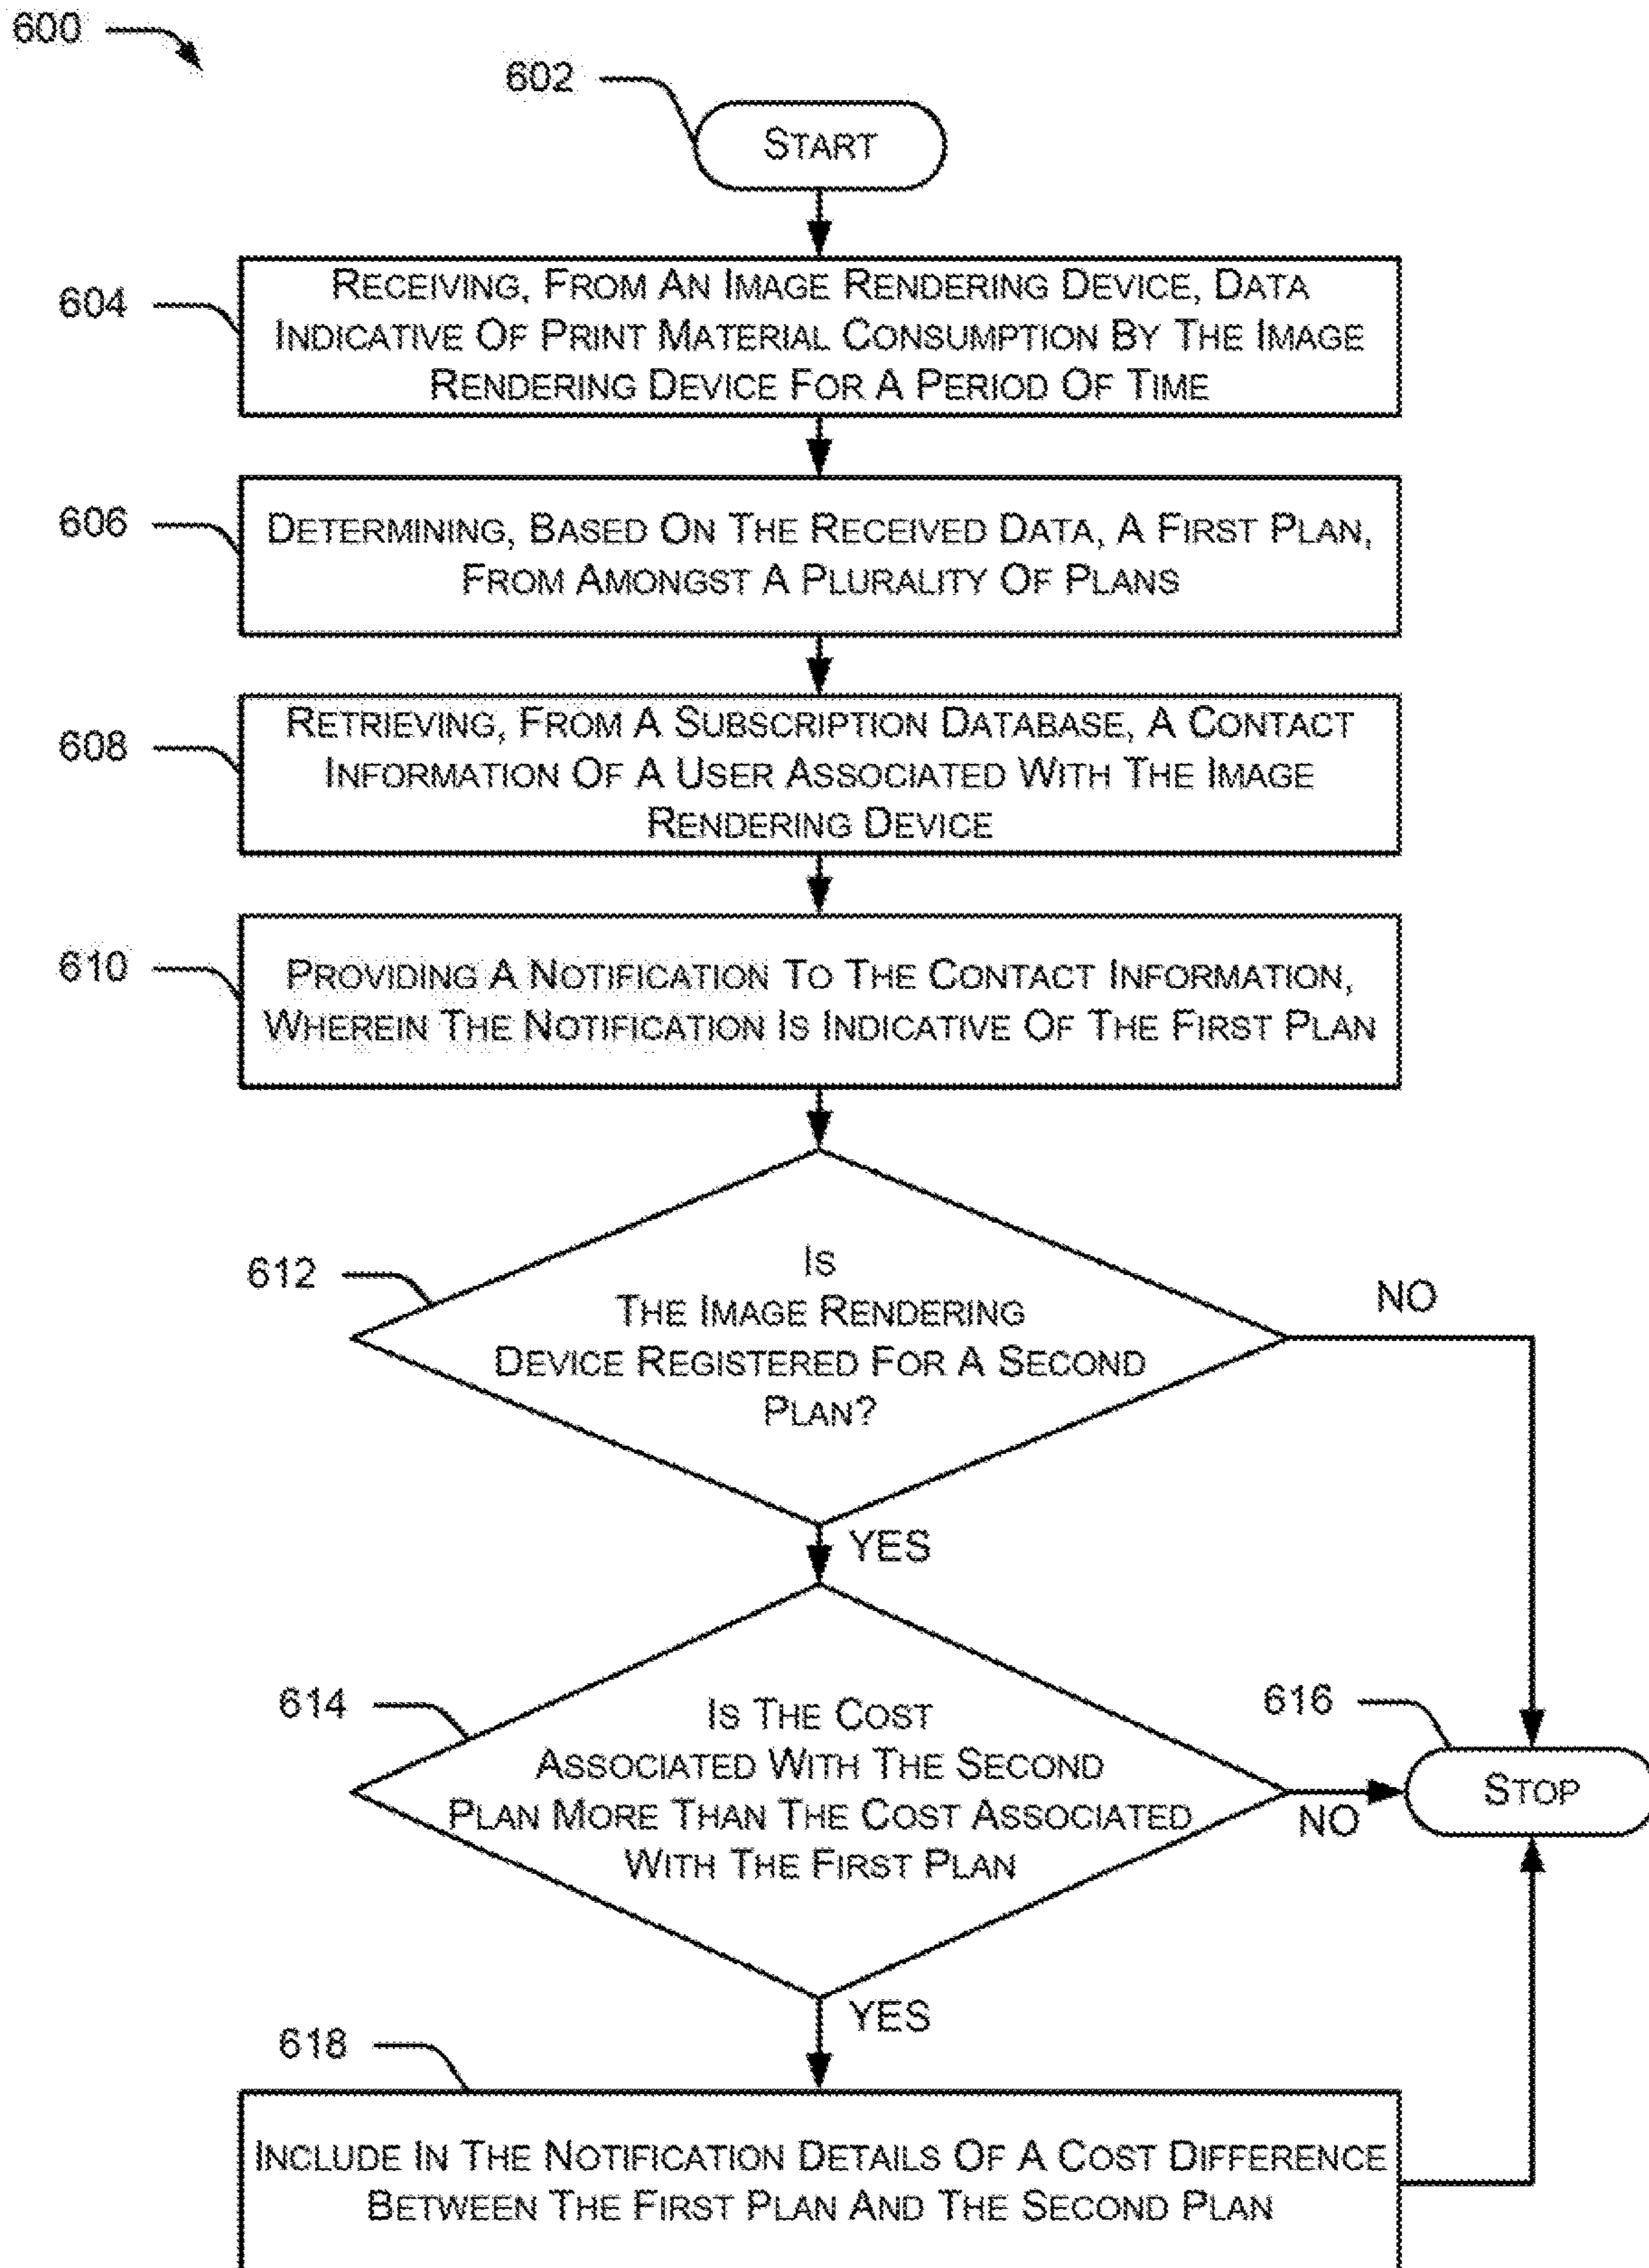 600
602
START
604
RECEIVING, FROM AN IMAGE RENDERING DEVICE, DATA
INDICATIVE OF PRINT MATERIAL CONSUMPTION BY THE IMAGE
RENDERING DEVICE FOR A PERIOD OF TIME
606
DETERMINING, BASED ON THE RECEIVED DATA, A FIRST PLAN,
FROM AMONGST A PLURALITY OF PLANS
608
RETRIEVING, FROM A SUBSCRIPTION DATABASE, A CONTACT
INFORMATION OF A USER ASSOCIATED WITH THE IMAGE
RENDERING DEVICE
610
PROVIDING A NOTIFICATION TO THE CONTACT INFORMATION,
WHEREIN THE NOTIFICATION IS INDICATIVE OF THE FIRST PLAN
612
IS
THE IMAGE RENDERING
DEVICE REGISTERED FOR A SECOND
PLAN?
NO
YES
614
IS THE COST
ASSOCIATED WITH THE SECOND
PLAN MORE THAN THE COST ASSOCIATED
WITH THE FIRST PLAN
616
STOP
NO
YES
618
INCLUDE IN THE NOTIFICATION DETAILS OF A COST DIFFERENCE
BETWEEN THE FIRST PLAN AND THE SECOND PLAN